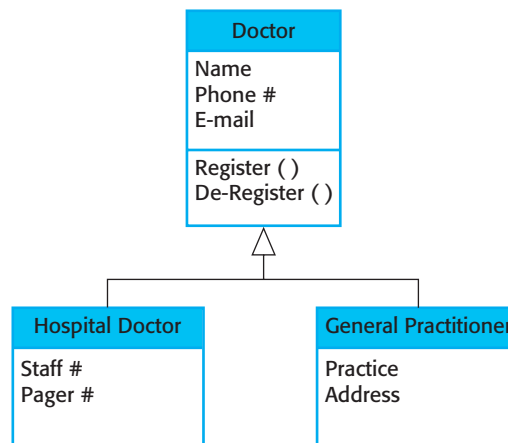 Doctor
Name
Phone #
E-mail
Register ( )
De-Register ( )
Hospital Doctor
Staff #
Pager #
General Practitioner
Practice
Address